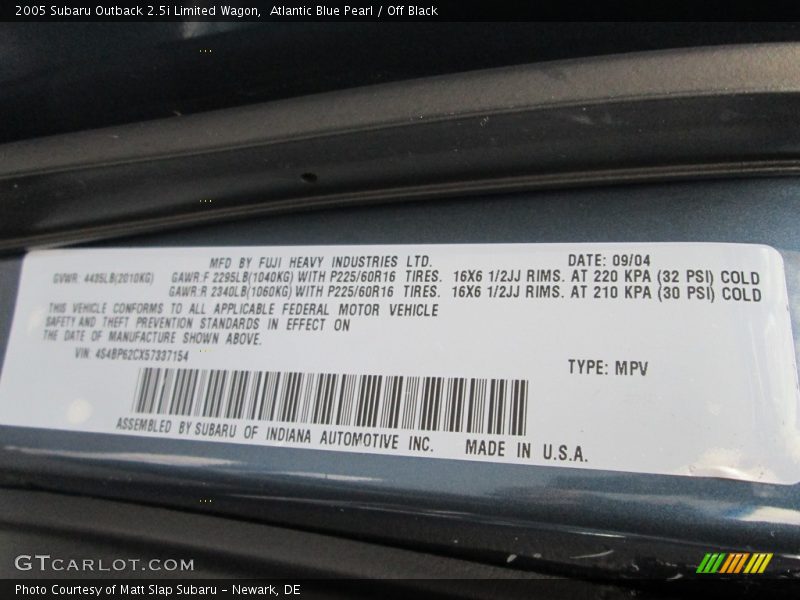 2005 Subaru Outback 2.5i Limited Wagon,  Atlantic Blue Pearl / Off Black
MFD BY FUJI HEAVY INDUSTRIES LTD. DATE: 09/04
GVWR: 4435LB(2010KG) GAWR:F 2295LB(1040KG) WITH P225/60R16 TIRES. 16X6 1/2JJ RIMS. AT 220 KPA (32 PSI) COLD
GAWR:R 2340LB(1060KG) WITH P225/60R16 TIRES. 16X6 1/2JJ RIMS. AT 210 KPA (30 PSI) COLD
THIS VEHICLE CONFORMS TO ALL APPLICABLE FEDERAL MOTOR VEHICLE
SAFETY AND THEFT PREVENTION STANDARDS IN EFFECT ON
THE DATE OF MANUFACTURE SHOWN ABOVE.
VIN: 4S4BP62CX57337154
TYPE: MPV
ASSEMBLED BY SUBARU OF INDIANA AUTOMOTIVE INC. MADE IN U.S.A.
GTCARLOT.COM
Photo Courtesy of Matt Slap Subaru - Newark, DE